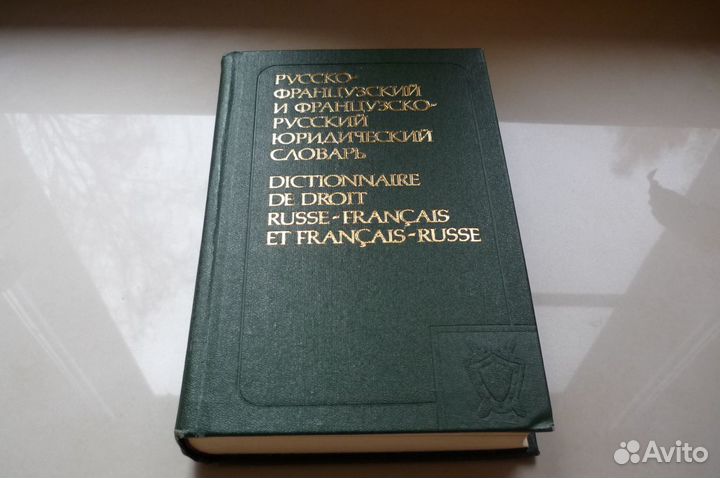 РУССКО-
ФРАНЦУЗСКИЙ
И ФРАНЦУЗСКО-
РУССКИЙ
ЮРИДИЧЕСКИЙ
СЛОВАРЬ
DICTIONNAIRE
DE DROIT
RUSSE-FRANÇAIS
ET FRANÇAIS-RUSSE
Avito